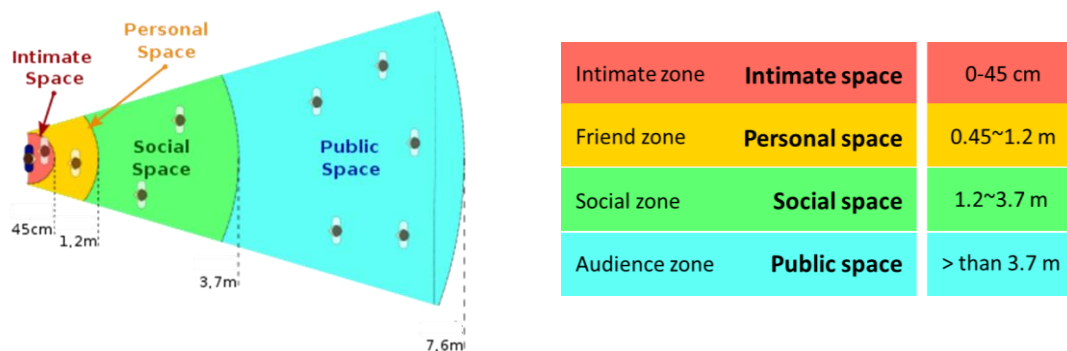 Personal
Space
Intimate
Space
Social
Space
Public
Space
45cm
1,2m
3,7m
7,6m
Intimate zone Intimate space 0-45 cm
Friend zone Personal space 0.45~1.2 m
Social zone Social space 1.2~3.7 m
Audience zone Public space > than 3.7 m